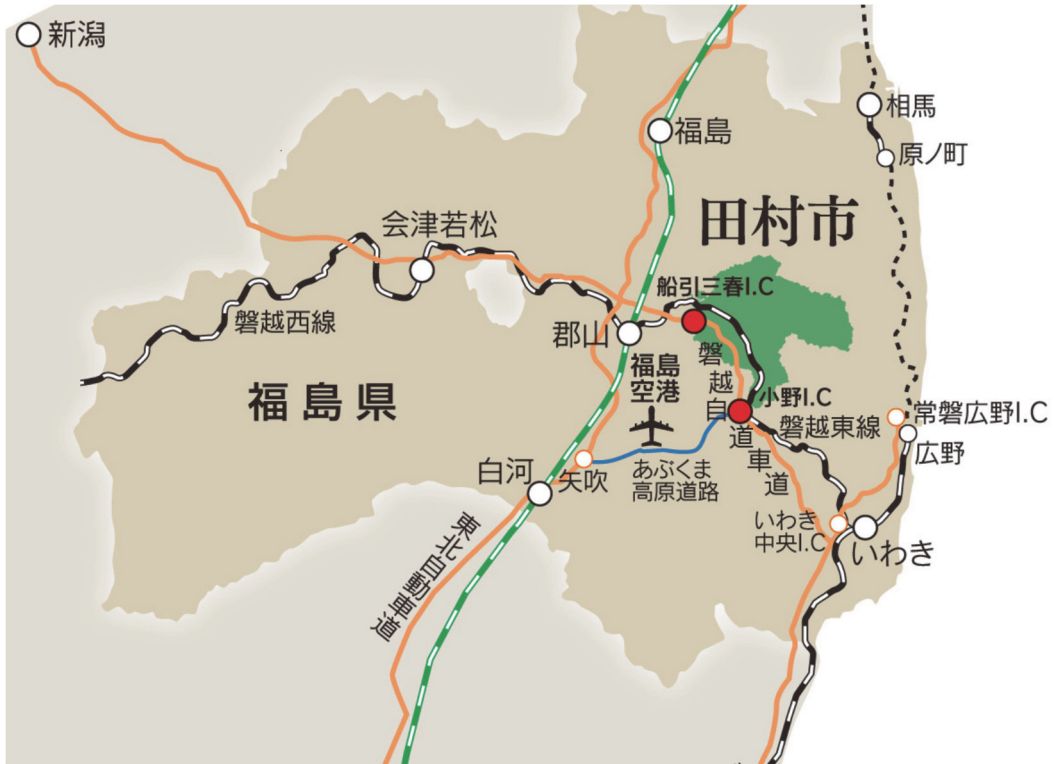 新潟
相馬
福島
原ノ町
田村市
会津若松
船引三春I.C
磐越西線
郡山
福島
空港
磐越自動車道
小野I.C
福島県
常磐広野I.C
磐越東線
広野
白河
矢吹
あぶくま
高原道路
いわき
中央I.C
いわき
東北自動車道